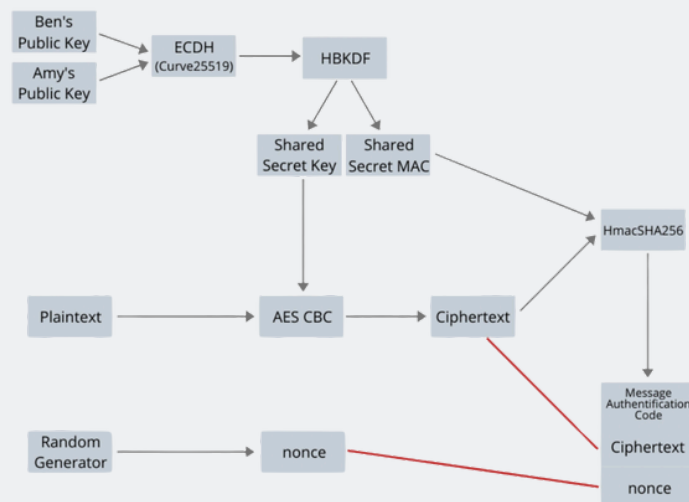 Ben's
Public Key
Amy's
Public Key
ECDH
(Curve25519)
HBKDF
Shared
Secret Key
Shared
Secret MAC
HmacSHA256
Plaintext
AES CBC
Ciphertext
Message
Authentification
Code
Ciphertext
nonce
Random
Generator
nonce